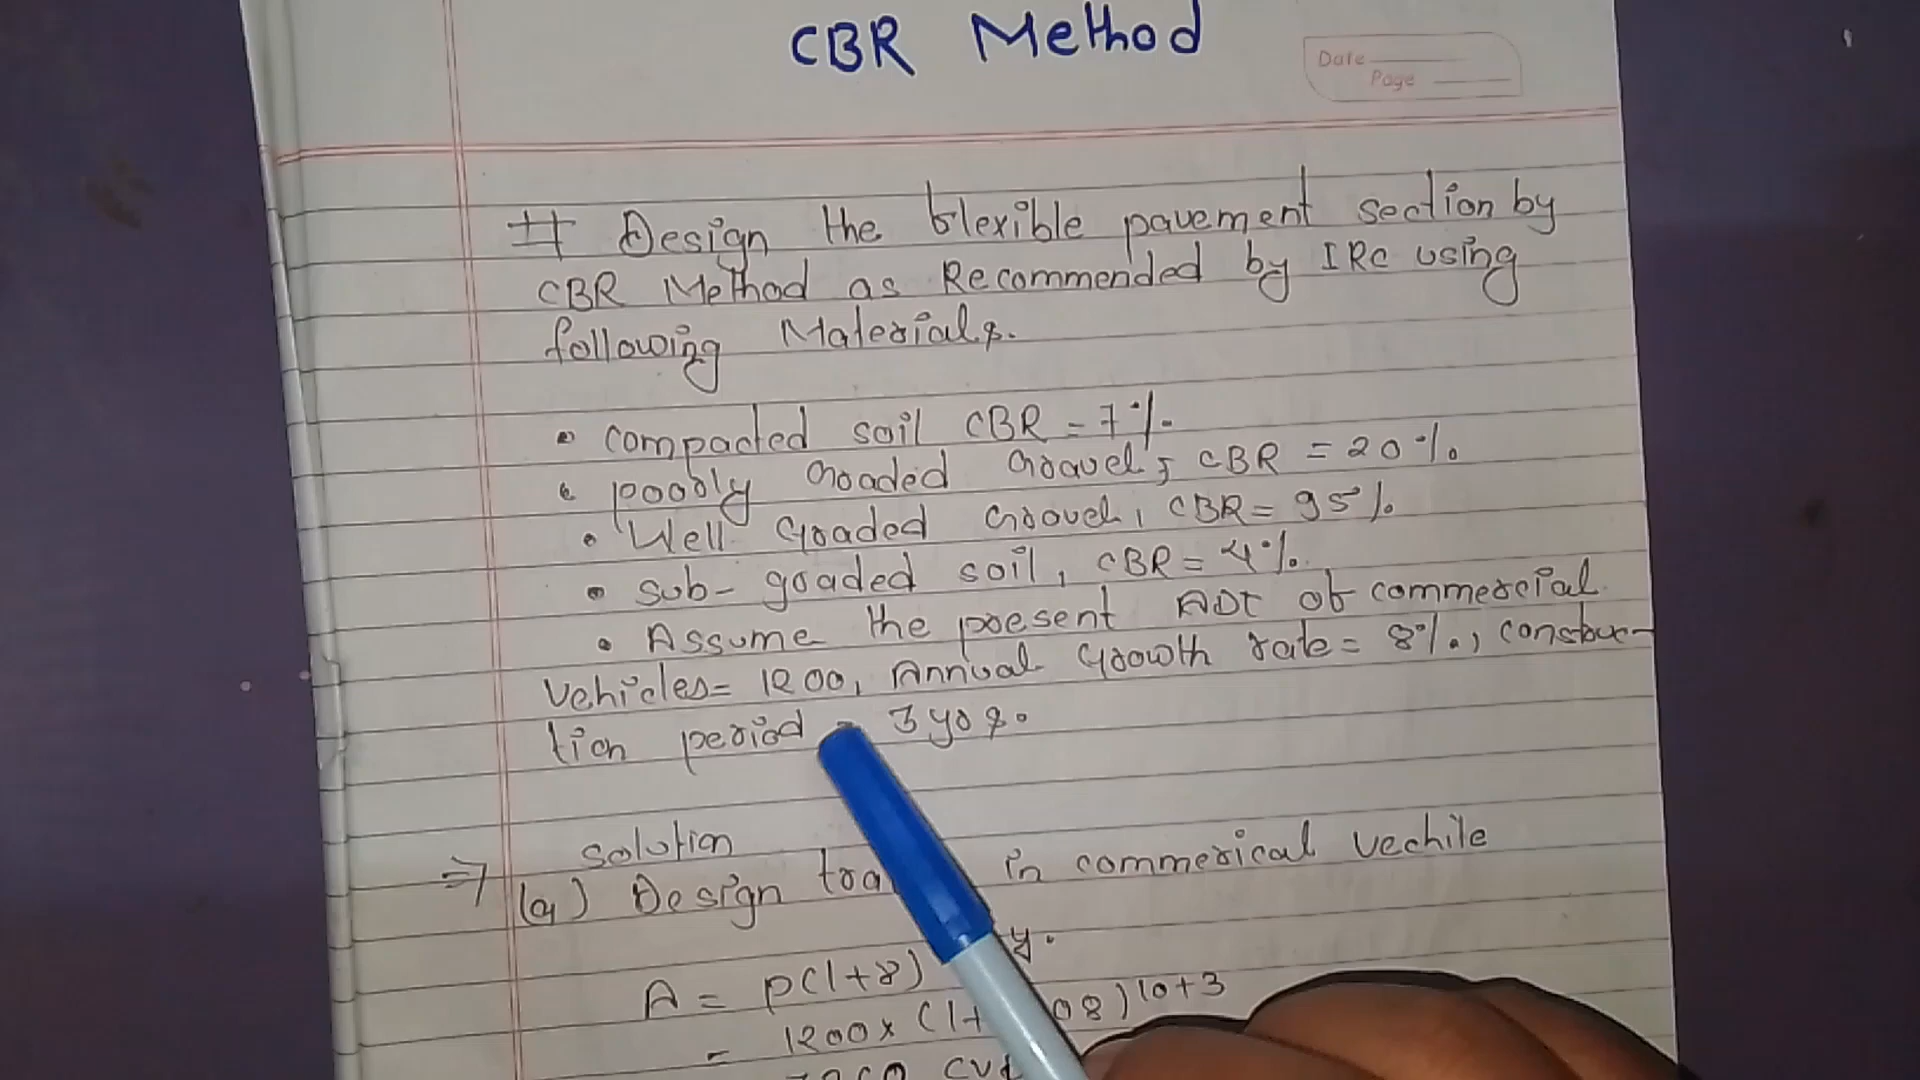 CBR Method
Date
Page
# Design the flexible pavement section by
CBR Method as Recommended by IRC using
following Materials.
• compacted soil CBR = 7%.
• poorly Graded Gravel, CBR = 20%.
• Well Graded Gravel, CBR = 95%.
• sub-graded soil, CBR = 4%.
• Assume the present ADT of commercial
vehicles = 1200, Annual Growth rate = 8%, construc-
tion period = 3 yrs.
Solution
⇒ (a) Design in commerical vechile
A = P(1+r)
= 1200 x (1+ 08)^10+3